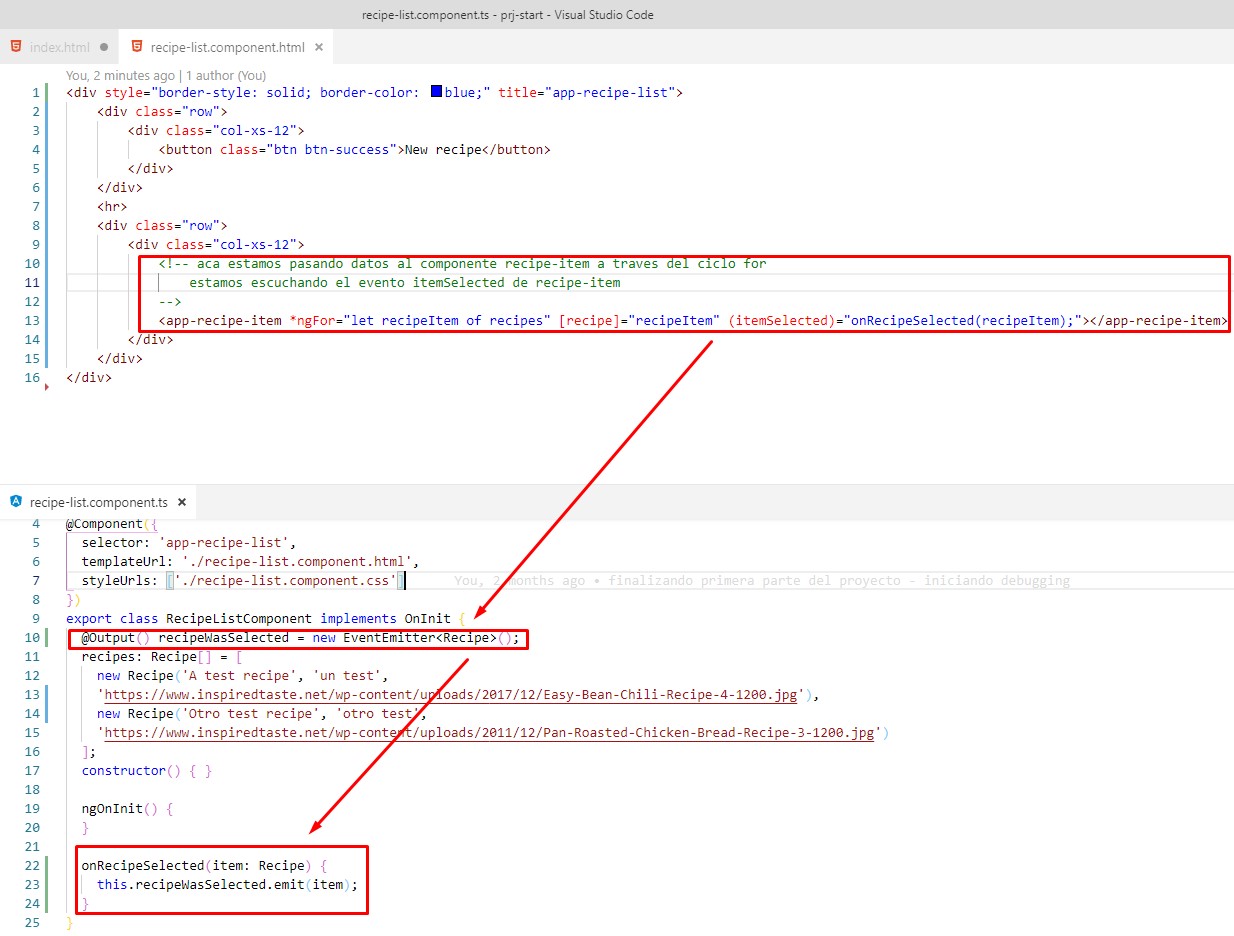 recipe-list.component.ts - prj-start - Visual Studio Code
index.html ● recipe-list.component.html ×
You, 2 minutes ago | 1 author (You)
1 <div style="border-style: solid; border-color: blue;" title="app-recipe-list">
2 <div class="row">
3 <div class="col-xs-12">
4 <button class="btn btn-success">New recipe</button>
5 </div>
6 </div>
7 <hr>
8 <div class="row">
9 <div class="col-xs-12">
10 <!-- aca estamos pasando datos al componente recipe-item a traves del ciclo for
11 estamos escuchando el evento itemSelected de recipe-item
12 -->
13 <app-recipe-item *ngFor="let recipeItem of recipes" [recipe]="recipeItem" (itemSelected)="onRecipeSelected(recipeItem);"></app-recipe-item>
14 </div>
15 </div>
16 </div>
recipe-list.component.ts ×
4 @Component({
5 selector: 'app-recipe-list',
6 templateUrl: './recipe-list.component.html',
7 styleUrls: ['./recipe-list.component.css'] You, 2 months ago • finalizando primera parte del proyecto - iniciando debugging
8 })
9 export class RecipeListComponent implements OnInit {
10 @Output() recipeWasSelected = new EventEmitter<Recipe>();
11 recipes: Recipe[] = [
12 new Recipe('A test recipe', 'un test',
13 'https://www.inspiredtaste.net/wp-content/uploads/2017/12/Easy-Bean-Chili-Recipe-4-1200.jpg'),
14 new Recipe('Otro test recipe', 'otro test',
15 'https://www.inspiredtaste.net/wp-content/uploads/2011/12/Pan-Roasted-Chicken-Bread-Recipe-3-1200.jpg')
16 ];
17 constructor() { }
18
19 ngOnInit() {
20 }
21
22 onRecipeSelected(item: Recipe) {
23 this.recipeWasSelected.emit(item);
24 }
25 }